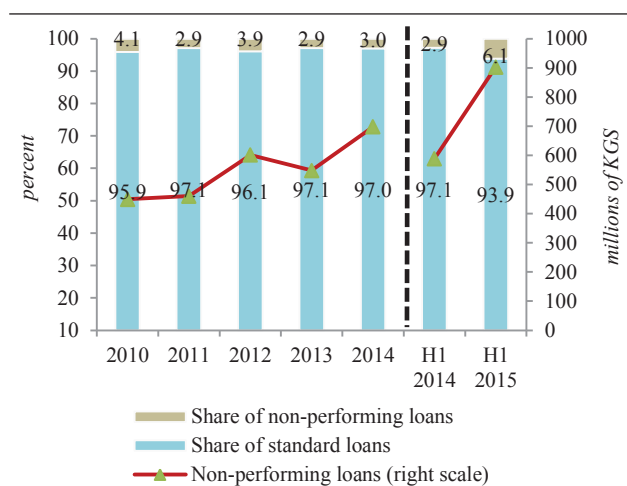 4.1 2.9 3.9 2.9 3.0 2.9 6.1
100
90
80
70
60
50
40
30
20
10
percent
1000
900
800
700
600
500
400
300
200
100
0
millions of KGS
95.9 97.1 96.1 97.1 97.0 97.1 93.9
2010 2011 2012 2013 2014 H1 H1
2014 2015
Share of non-performing loans
Share of standard loans
Non-performing loans (right scale)